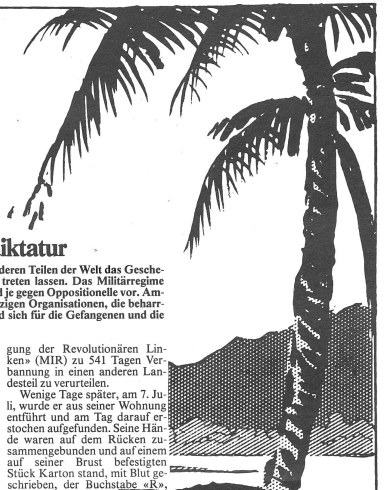 iktatur
deren Teilen der Welt das Gesche-
treten lassen. Das Militärregime
d je gegen Oppositionelle vor. Am-
zigen Organisationen, die beharr-
d sich für die Gefangenen und die
gung der Revolutionären Lin-
ken» (MIR) zu 541 Tagen Ver-
bannung in einen anderen Lan-
desteil zu verurteilen.
Wenige Tage später, am 7. Ju-
li, wurde er aus seiner Wohnung
entführt und am Tag darauf er-
stochen aufgefunden. Seine Hän-
de waren auf dem Rücken zu-
sammengebunden und auf einem
auf seiner Brust befestigten
Stück Karton stand, mit Blut ge-
schrieben, der Buchstabe «R»,